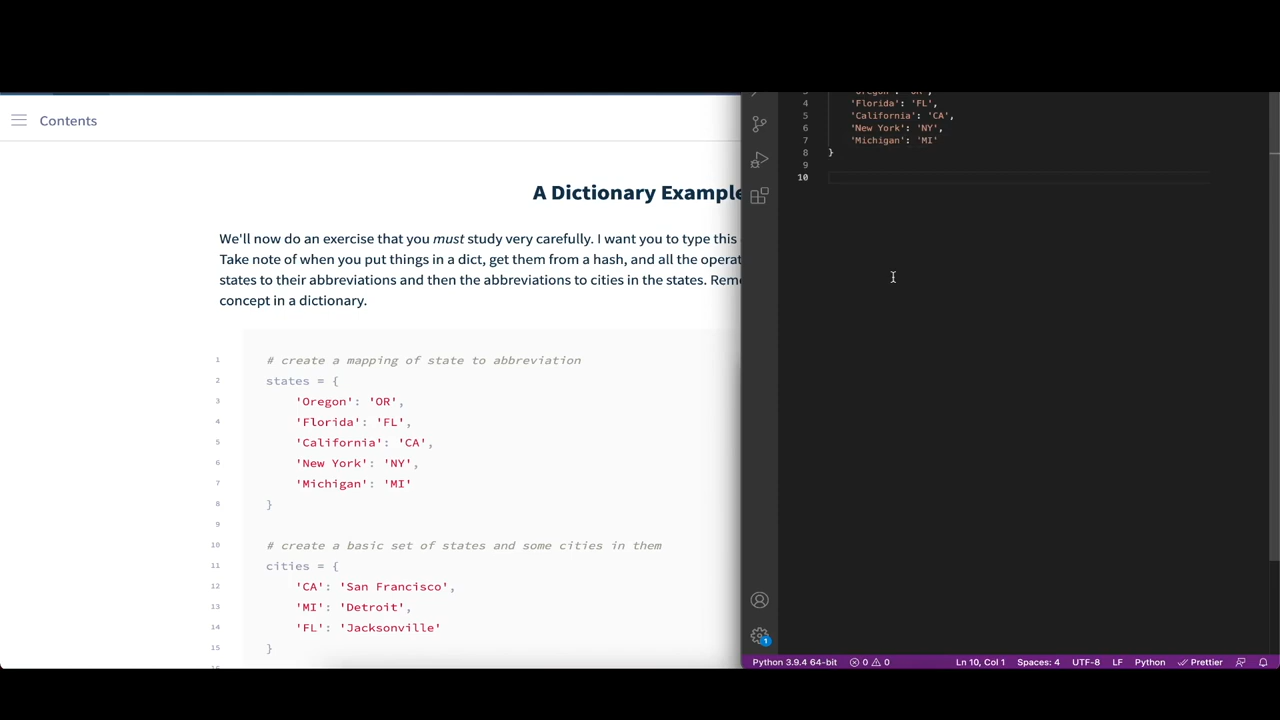 Contents
A Dictionary Example
We'll now do an exercise that you must study very carefully. I want you to type this
Take note of when you put things in a dict, get them from a hash, and all the operat
states to their abbreviations and then the abbreviations to cities in the states. Rem
concept in a dictionary.
1 # create a mapping of state to abbreviation
2 states = {
3 'Oregon': 'OR',
4 'Florida': 'FL',
5 'California': 'CA',
6 'New York': 'NY',
7 'Michigan': 'MI'
8 }
9
10 # create a basic set of states and some cities in them
11 cities = {
12 'CA': 'San Francisco',
13 'MI': 'Detroit',
14 'FL': 'Jacksonville'
15 }
3 'Oregon': 'OR',
4 'Florida': 'FL',
5 'California': 'CA',
6 'New York': 'NY',
7 'Michigan': 'MI'
8 }
9
10
1
Python 3.9.4 64-bit 0 0 Ln 10, Col 1 Spaces: 4 UTF-8 LF Python Prettier